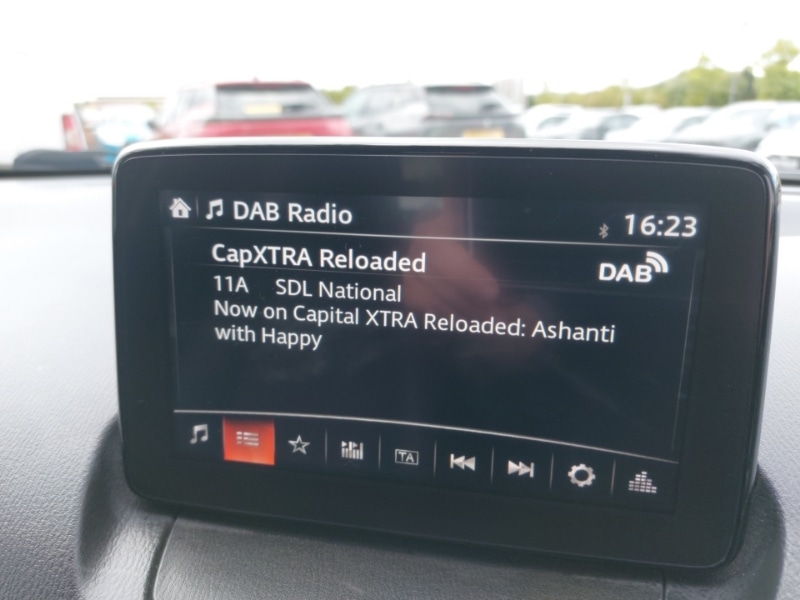 DAB Radio
16:23
CapXTRA Reloaded
DAB
11A SDL National
Now on Capital XTRA Reloaded: Ashanti
with Happy
TA